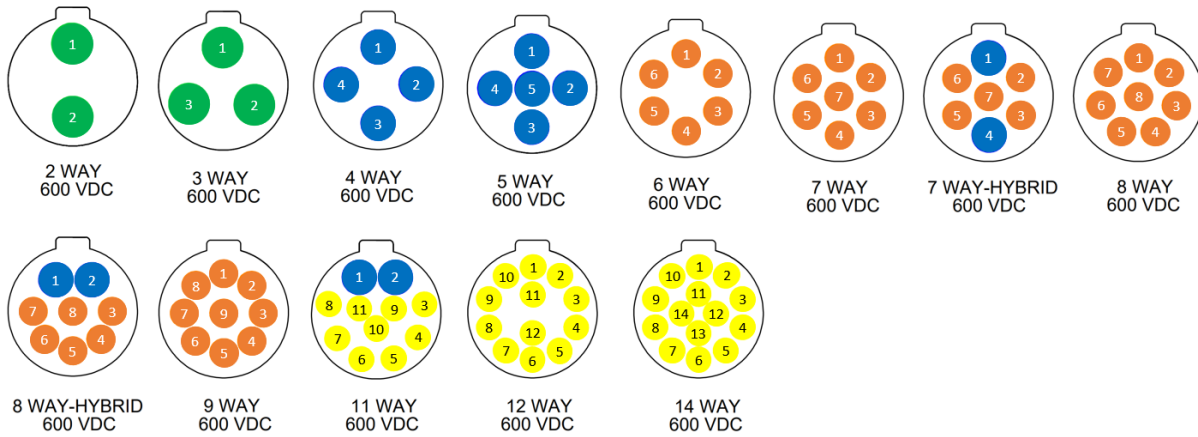 1
2
2 WAY
600 VDC
1
3 2
3 WAY
600 VDC
1
4 2
3
4 WAY
600 VDC
1
4 5 2
3
5 WAY
600 VDC
1
6 2
5 3
4
6 WAY
600 VDC
1
6 2
7
5 3
4
7 WAY
600 VDC
1
6 2
7
5 3
4
7 WAY-HYBRID
600 VDC
1
7 2
6 8 3
5 4
8 WAY
600 VDC
1 2
7 8 3
6 4
5
8 WAY-HYBRID
600 VDC
1
8 2
7 9 3
6 4
5
9 WAY
600 VDC
1 2
8 11 9 3
10
7 4
6 5
11 WAY
600 VDC
1
10 2
9 11 3
8 12 4
7 5
6
12 WAY
600 VDC
1
10 2
9 11 3
14 12
8 13 4
7 5
6
14 WAY
600 VDC